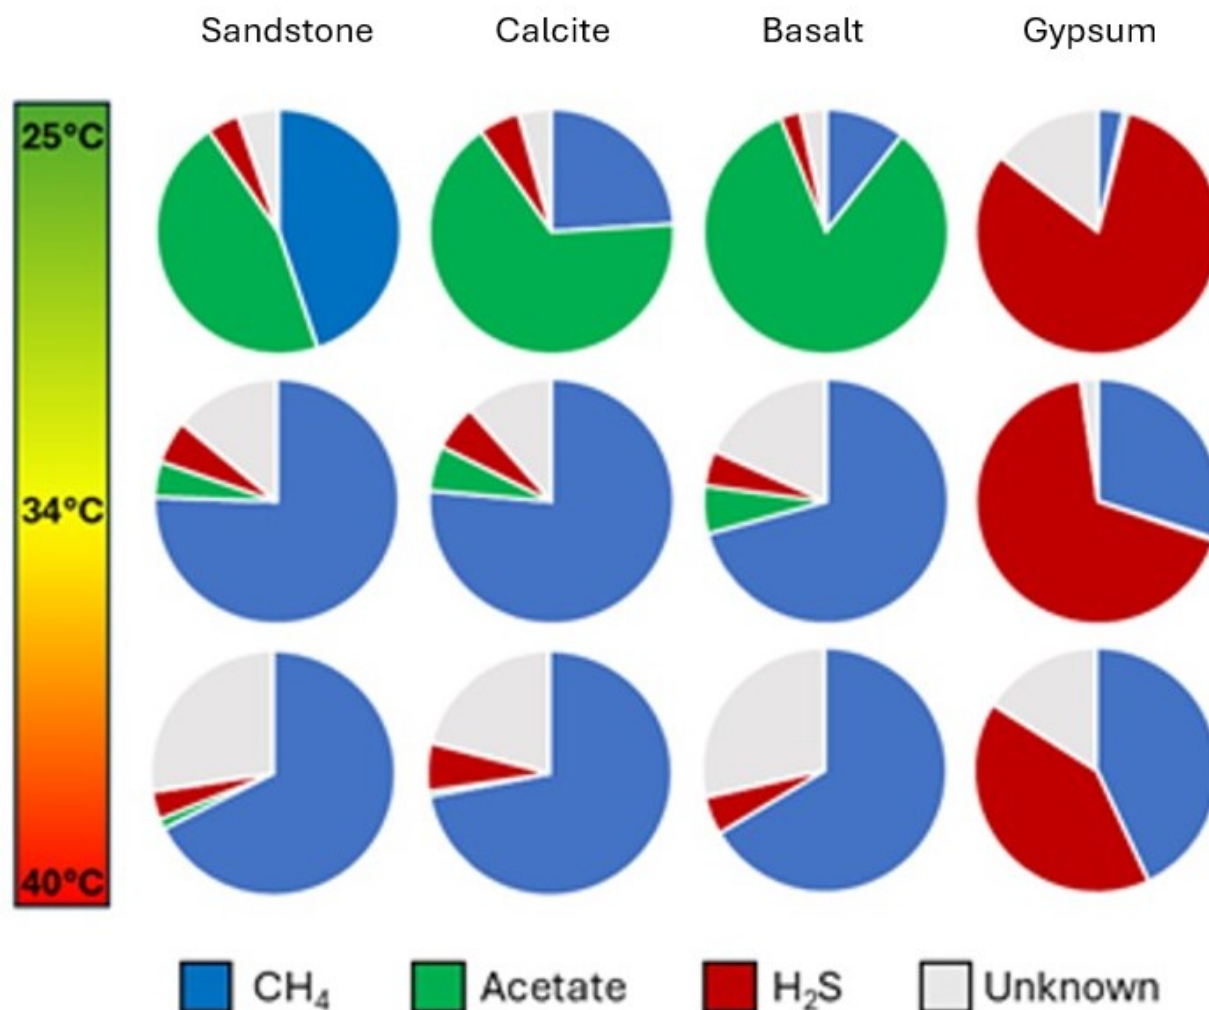 Sandstone Calcite Basalt Gypsum
25°C
34°C
40°C
CH₄ Acetate H₂S Unknown